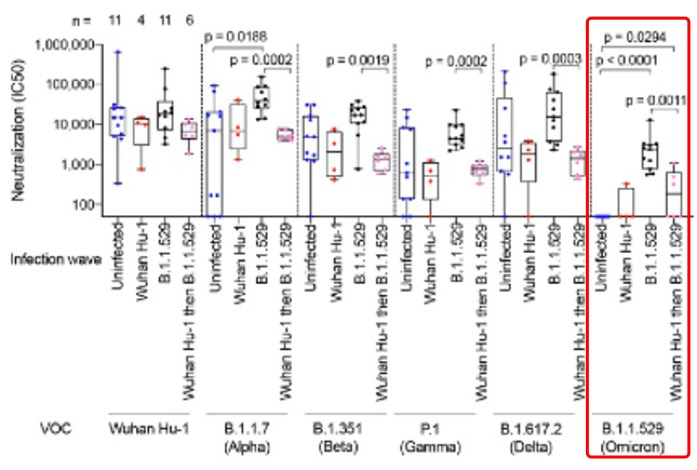 n = 11 4 11 6
1,000,000
100,000
10,000
1,000
100
Neutralization (IC50)
p = 0.0188
p = 0.0002
p = 0.0019
p = 0.0002
p = 0.0003
p = 0.0294
p < 0.0001
p = 0.0011
Infection wave
Uninfected
Wuhan Hu-1
B.1.1.529
Wuhan Hu-1 then B.1.1.529
Uninfected
Wuhan Hu-1
B.1.1.529
Wuhan Hu-1 then B.1.1.529
Uninfected
Wuhan Hu-1
B.1.1.529
Wuhan Hu-1 then B.1.1.529
Uninfected
Wuhan Hu-1
B.1.1.529
Wuhan Hu-1 then B.1.1.529
Uninfected
Wuhan Hu-1
B.1.1.529
Wuhan Hu-1 then B.1.1.529
Uninfected
Wuhan Hu-1
B.1.1.529
Wuhan Hu-1 then B.1.1.529
VOC
Wuhan Hu-1
B.1.1.7
(Alpha)
B.1.351
(Beta)
P.1
(Gamma)
B.1.617.2
(Delta)
B.1.1.529
(Omicron)